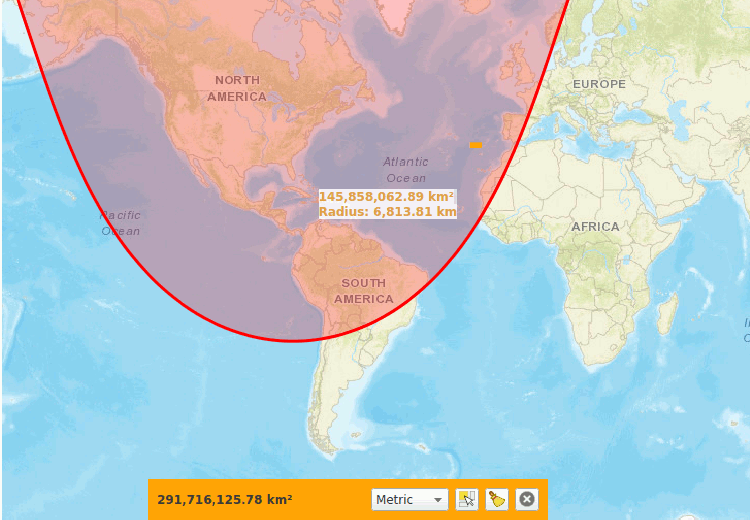 NORTH
AMERICA
EUROPE
Atlantic
Ocean
145,858,062.89 km²
Radius: 6,813.81 km
Pacific
Ocean
AFRICA
SOUTH
AMERICA
291,716,125.78 km²
Metric